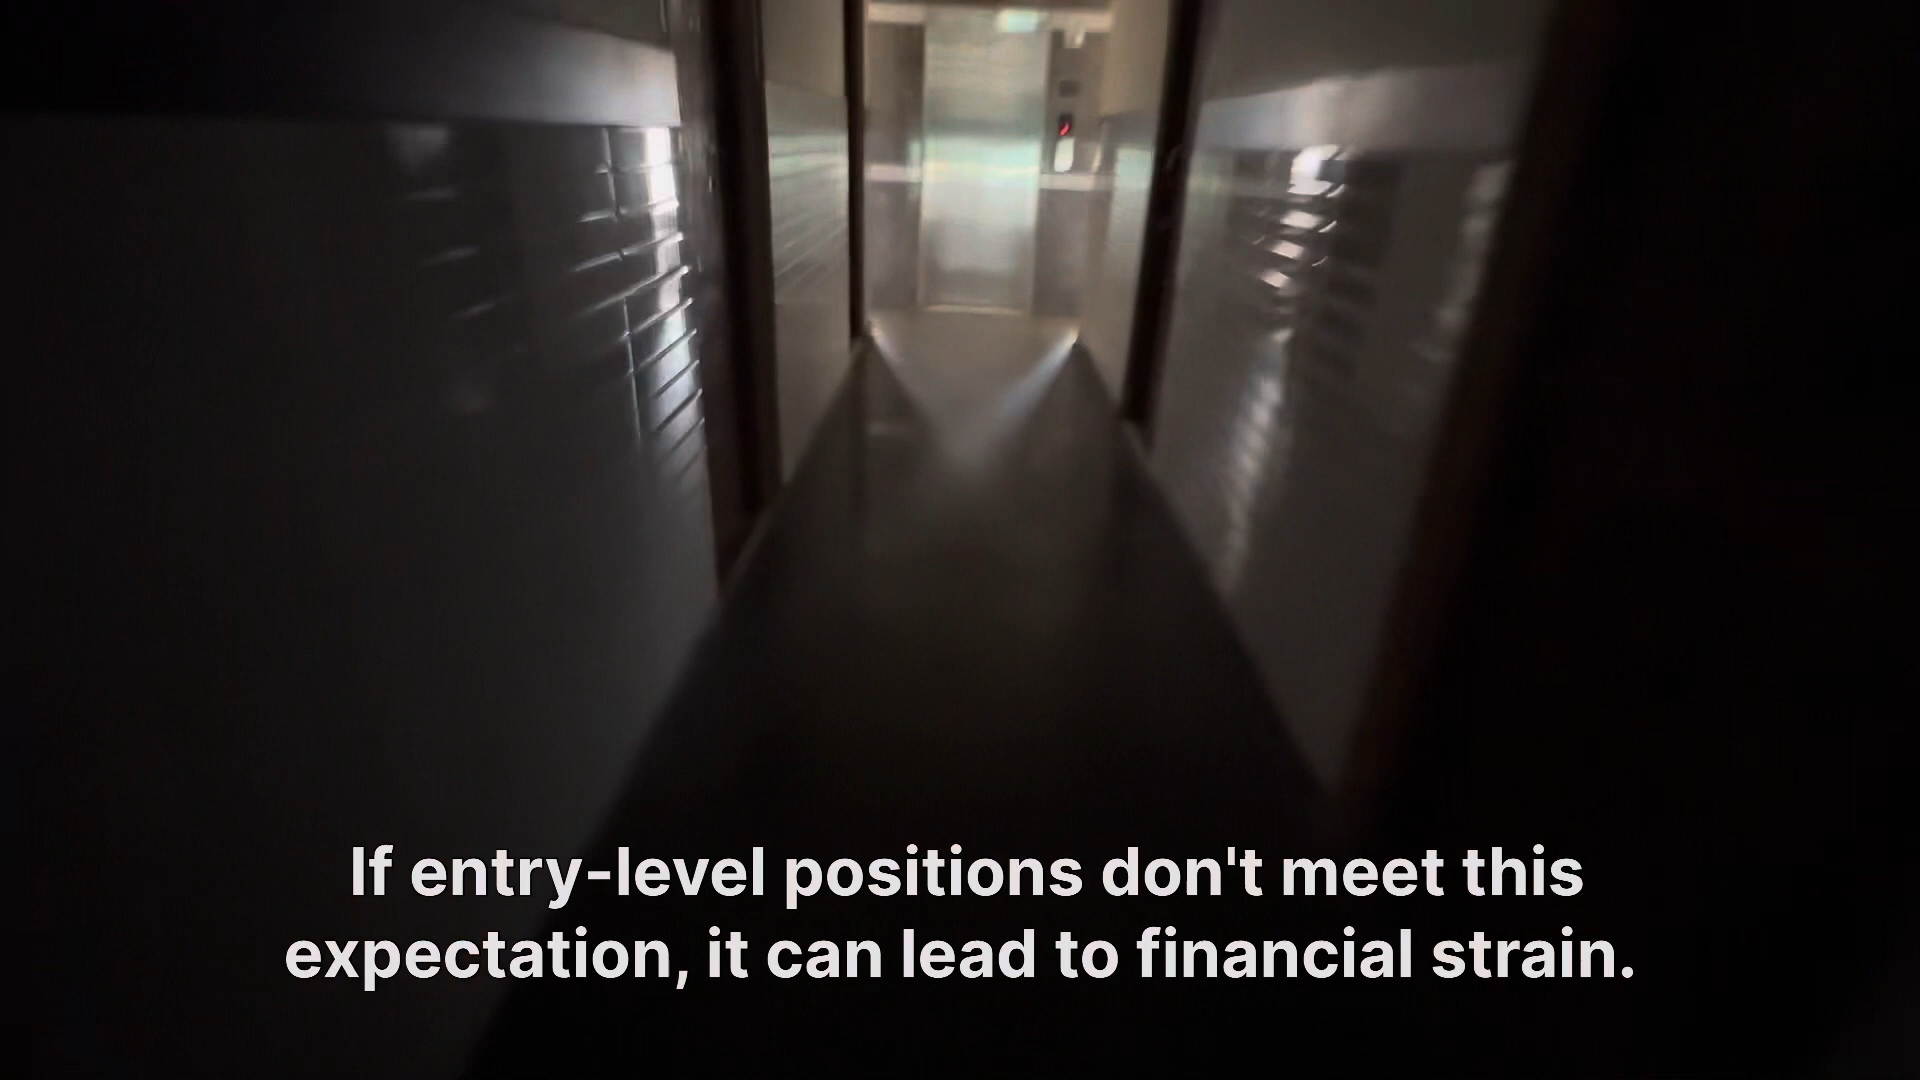 If entry-level positions don't meet this
expectation, it can lead to financial strain.